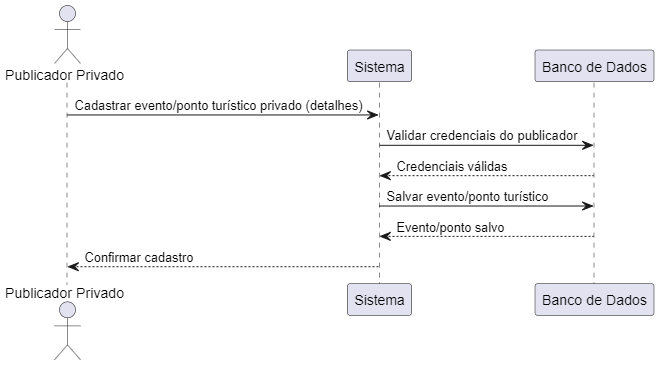 Publicador Privado
Sistema
Banco de Dados
Cadastrar evento/ponto turístico privado (detalhes)
Validar credenciais do publicador
Credenciais válidas
Salvar evento/ponto turístico
Evento/ponto salvo
Confirmar cadastro
Publicador Privado
Sistema
Banco de Dados